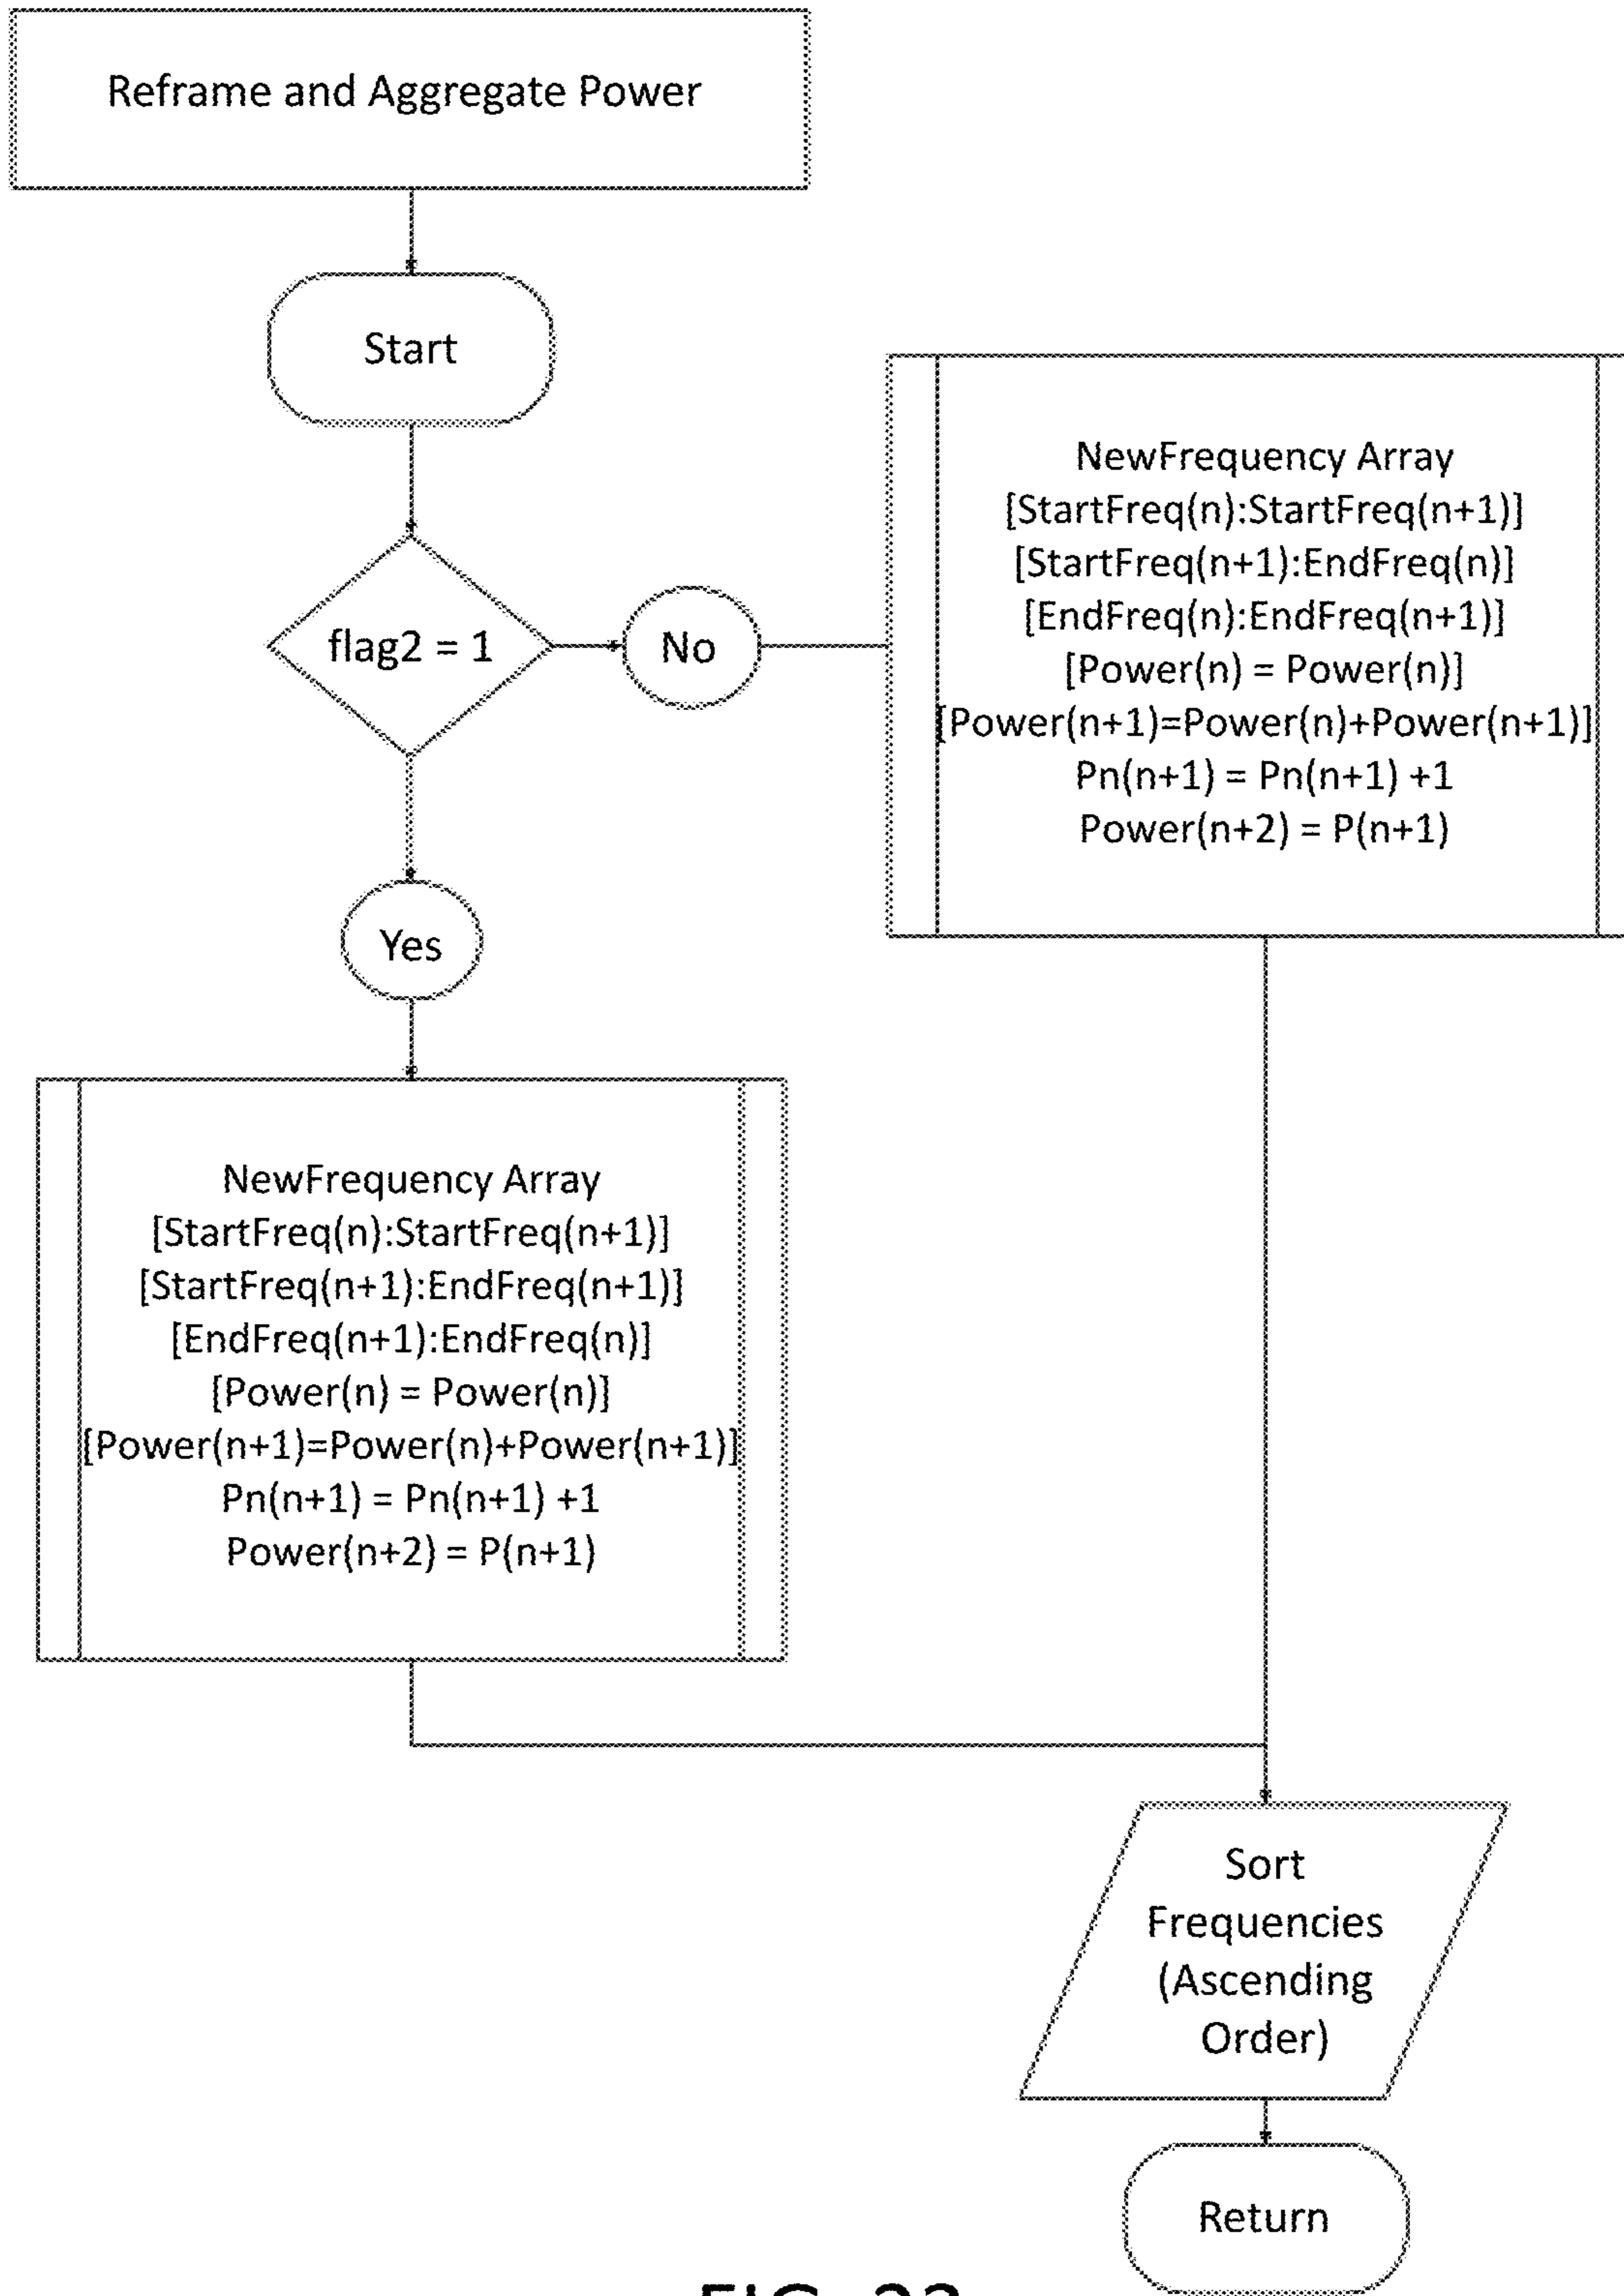 Reframe and Aggregate Power
Start
flag2 = 1
No
NewFrequency Array
[StartFreq(n):StartFreq(n+1)]
[StartFreq(n+1):EndFreq(n)]
[EndFreq(n):EndFreq(n+1)]
[Power(n) = Power(n)]
[Power(n+1)=Power(n)+Power(n+1)]
Pn(n+1) = Pn(n+1) +1
Power(n+2) = P(n+1)
Yes
NewFrequency Array
[StartFreq(n):StartFreq(n+1)]
[StartFreq(n+1):EndFreq(n+1)]
[EndFreq(n+1):EndFreq(n)]
[Power(n) = Power(n)]
[Power(n+1)=Power(n)+Power(n+1)]
Pn(n+1) = Pn(n+1) +1
Power(n+2) = P(n+1)
Sort
Frequencies
(Ascending
Order)
Return